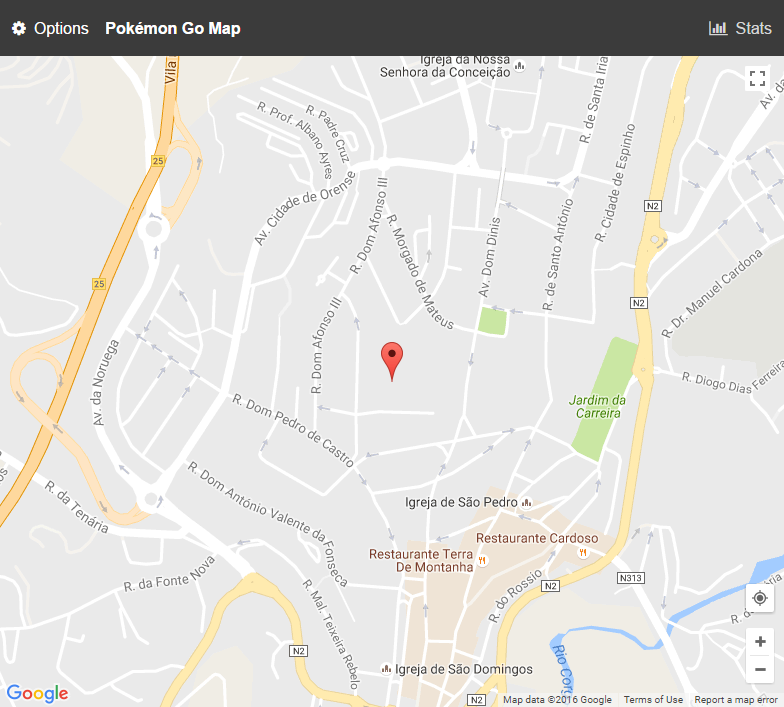 Options Pokémon Go Map Stats
Igreja da Nossa
Senhora da Conceição
Vila
R. de Santa Iria
Av. da
R. Padre Cruz
R. Prof. Albano Ayres
R. Cidade de Espinho
25
Av. Cidade de Orense
R. Dom Afonso III
R. Morgado de Mateus
Av. Dom Dinis
R. de Santo António
N2
25
N2
R. Dr. Manuel Cardona
R. Dom Afonso III
Av. da Noruega
R. Diogo Dias Ferreira
Jardim da
Carreira
R. Dom Pedro de Castro
R. da Tenária
R. Dom António Valente da Fonseca
Igreja de São Pedro
Restaurante Cardoso
Restaurante Terra
De Montanha
R. da Fonte Nova
R. do Rossio
N2
N313
R. Mal. Teixeira Rebelo
N2
Rio Corg
Igreja de São Domingos
Google
N2
Map data ©2016 Google Terms of Use Report a map error